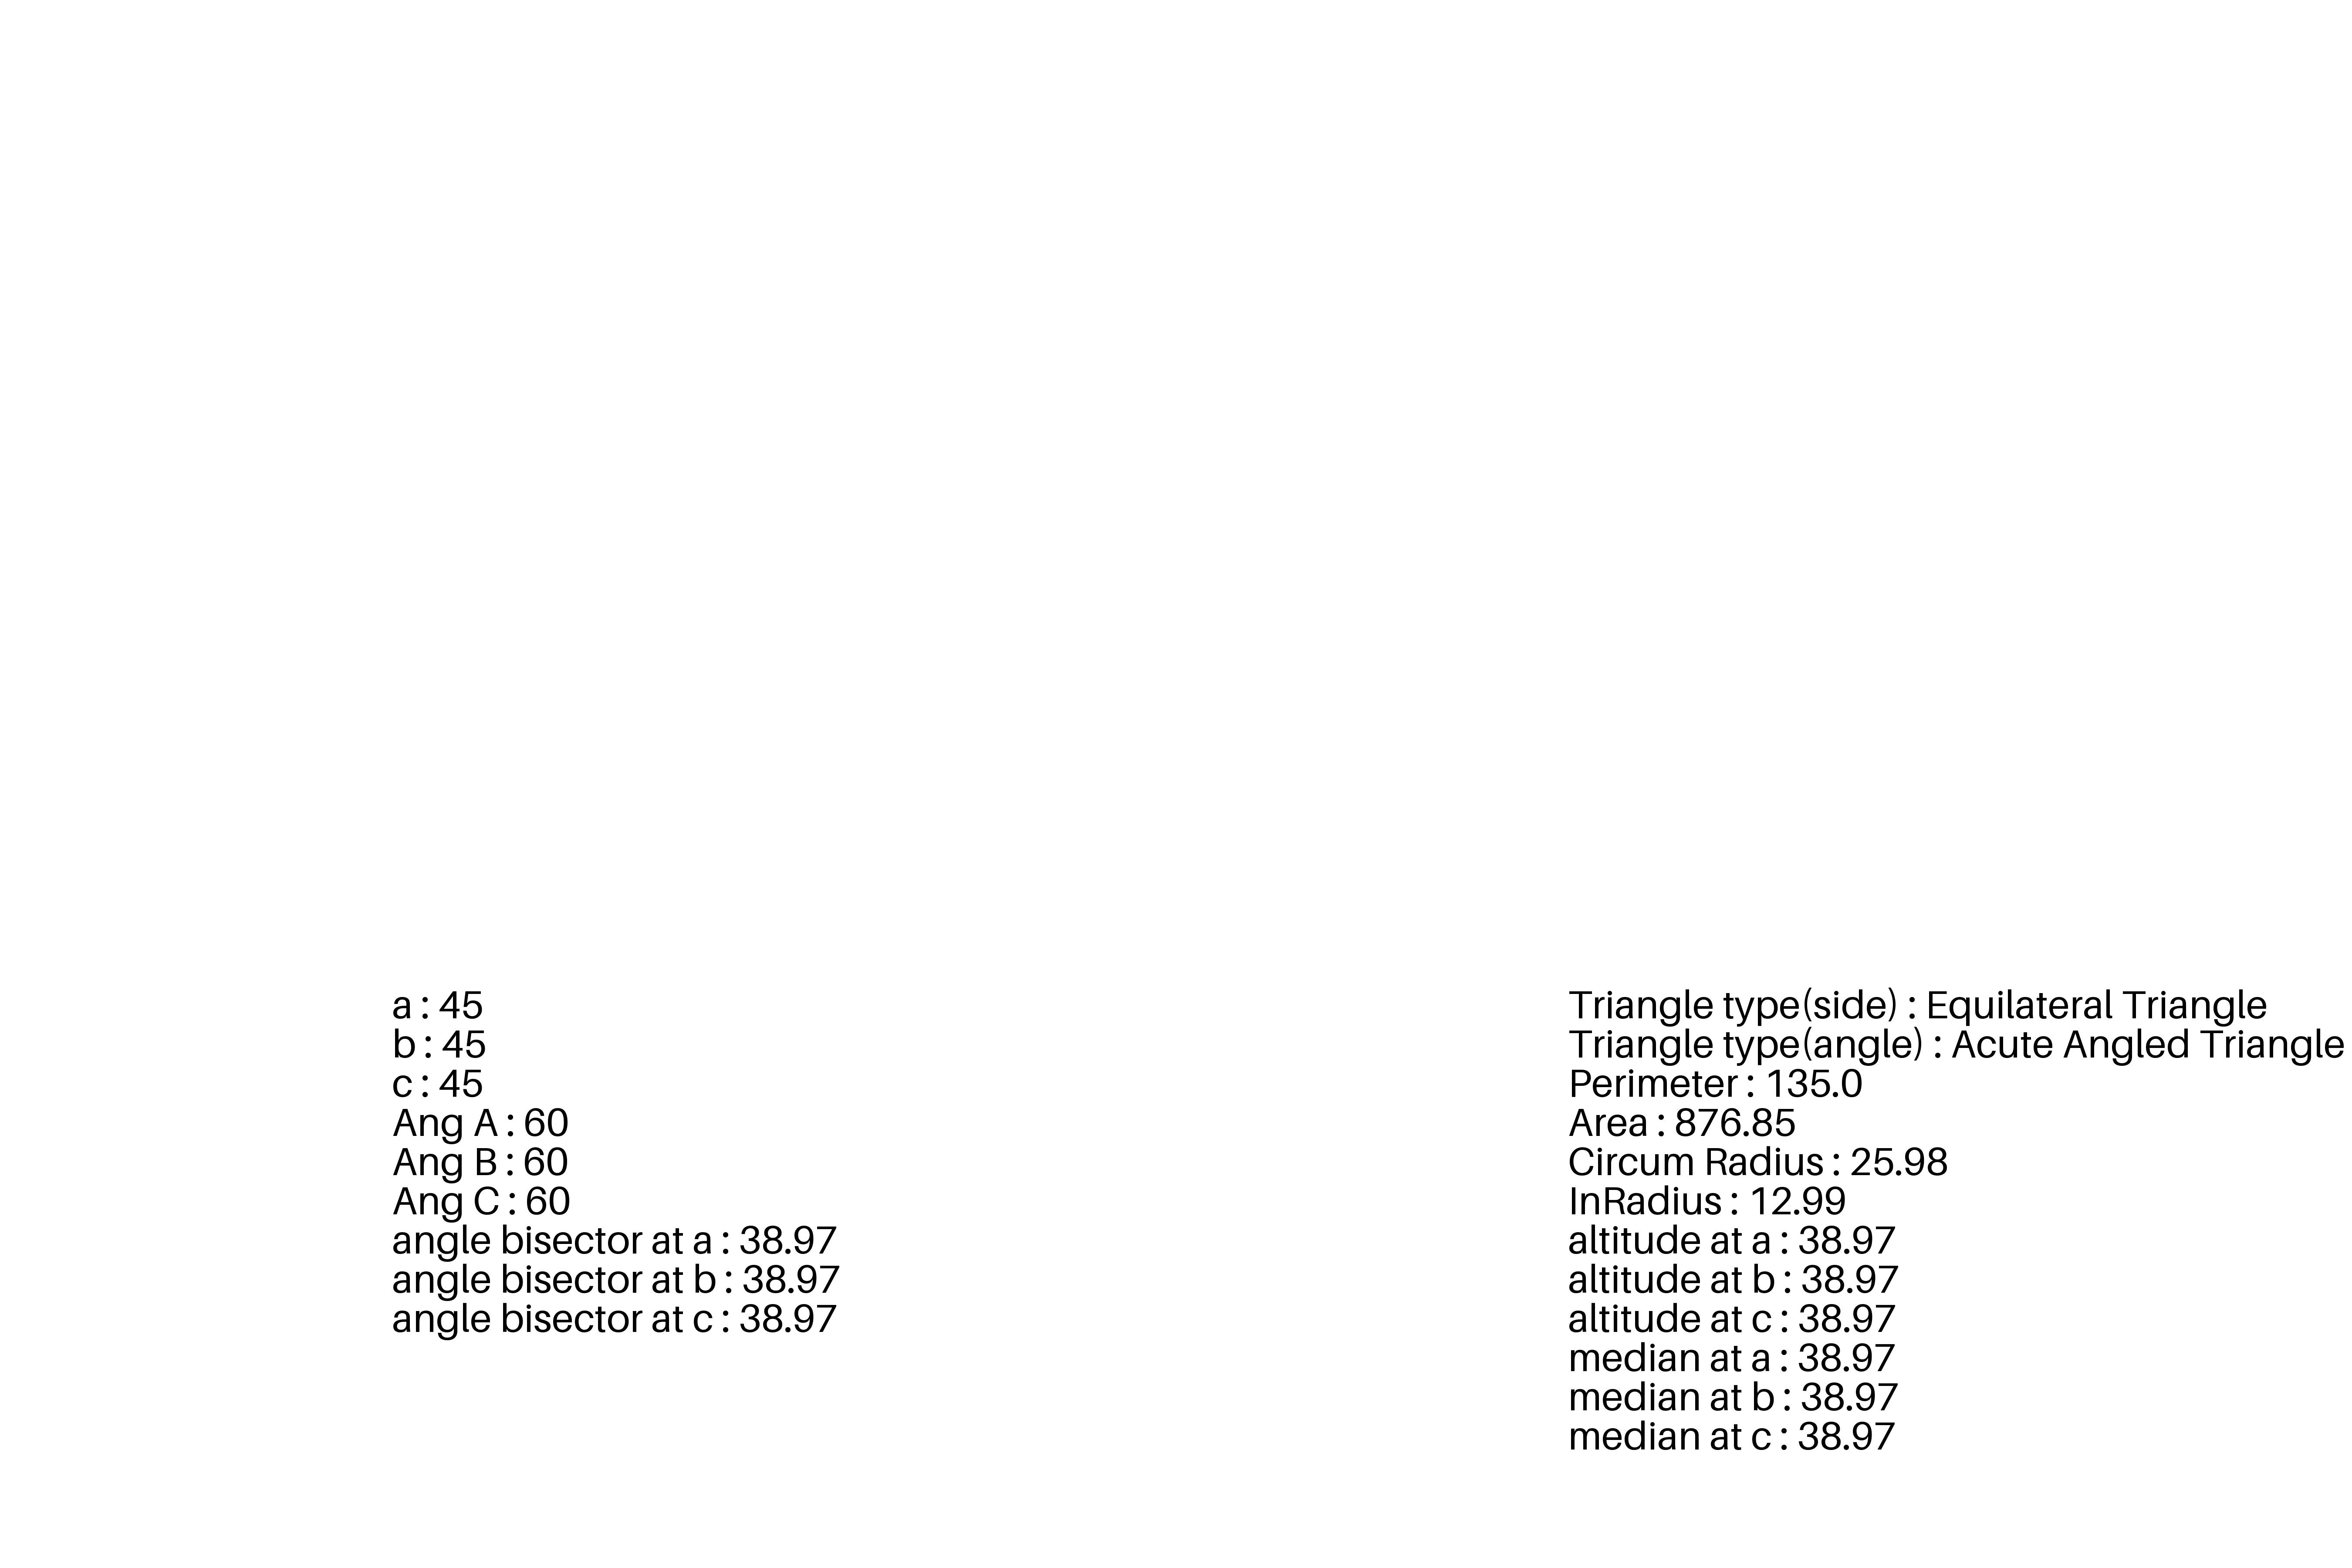 a : 45
b : 45
c : 45
Ang A : 60
Ang B : 60
Ang C : 60
angle bisector at a : 38.97
angle bisector at b : 38.97
angle bisector at c : 38.97
Triangle type(side) : Equilateral Triangle
Triangle type(angle) : Acute Angled Triangle
Perimeter : 135.0
Area : 876.85
Circum Radius : 25.98
InRadius : 12.99
altitude at a : 38.97
altitude at b : 38.97
altitude at c : 38.97
median at a : 38.97
median at b : 38.97
median at c : 38.97